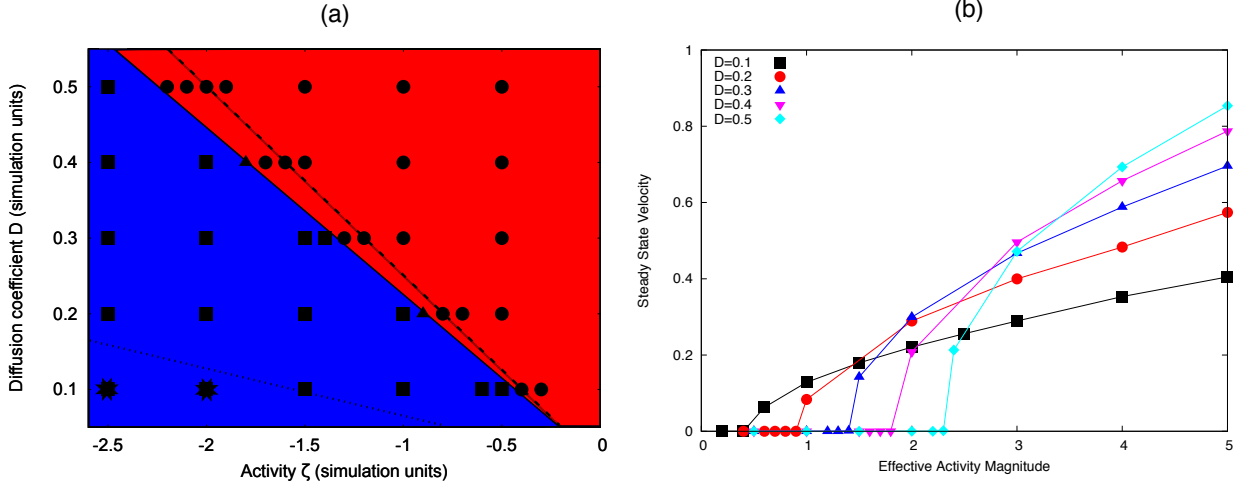 (a)
Diffusion coefficient D (simulation units)
0.5
0.4
0.3
0.2
0.1
-2.5 -2 -1.5 -1 -0.5 0
Activity ζ (simulation units)
(b)
D=0.1
D=0.2
D=0.3
D=0.4
D=0.5
Steady State Velocity
1
0.8
0.6
0.4
0.2
0
0 1 2 3 4 5
Effective Activity Magnitude